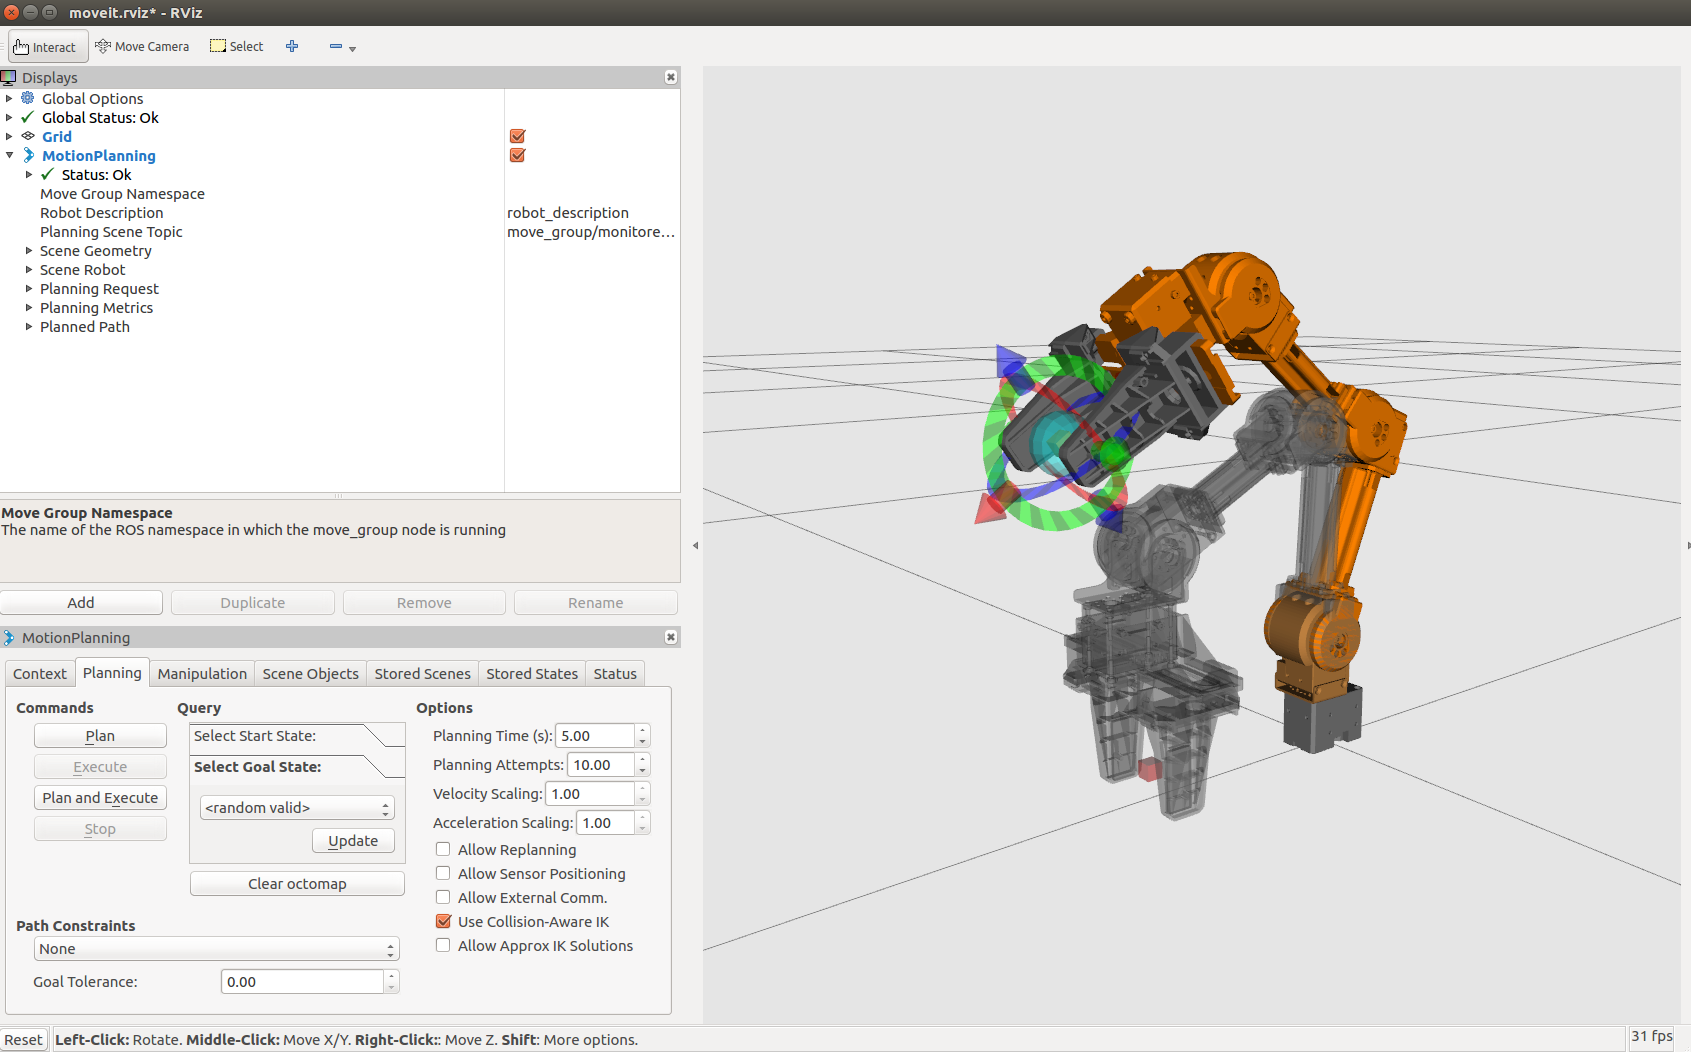 moveit.rviz* - RViz
Interact
Move Camera
Select
Displays
Global Options
Global Status: Ok
Grid
MotionPlanning
Status: Ok
Move Group Namespace
Robot Description robot_description
Planning Scene Topic move_group/monitore...
Scene Geometry
Scene Robot
Planning Request
Planning Metrics
Planned Path
Move Group Namespace
The name of the ROS namespace in which the move_group node is running
Add Duplicate Remove Rename
MotionPlanning
Context Planning Manipulation Scene Objects Stored Scenes Stored States Status
Commands
Plan
Execute
Plan and Execute
Stop
Query
Select Start State:
Select Goal State:
<random valid>
Update
Clear octomap
Options
Planning Time (s): 5.00
Planning Attempts: 10.00
Velocity Scaling: 1.00
Acceleration Scaling: 1.00
Allow Replanning
Allow Sensor Positioning
Allow External Comm.
Use Collision-Aware IK
Allow Approx IK Solutions
Path Constraints
None
Goal Tolerance: 0.00
Reset
Left-Click: Rotate. Middle-Click: Move X/Y. Right-Click:: Move Z. Shift: More options.
31 fps